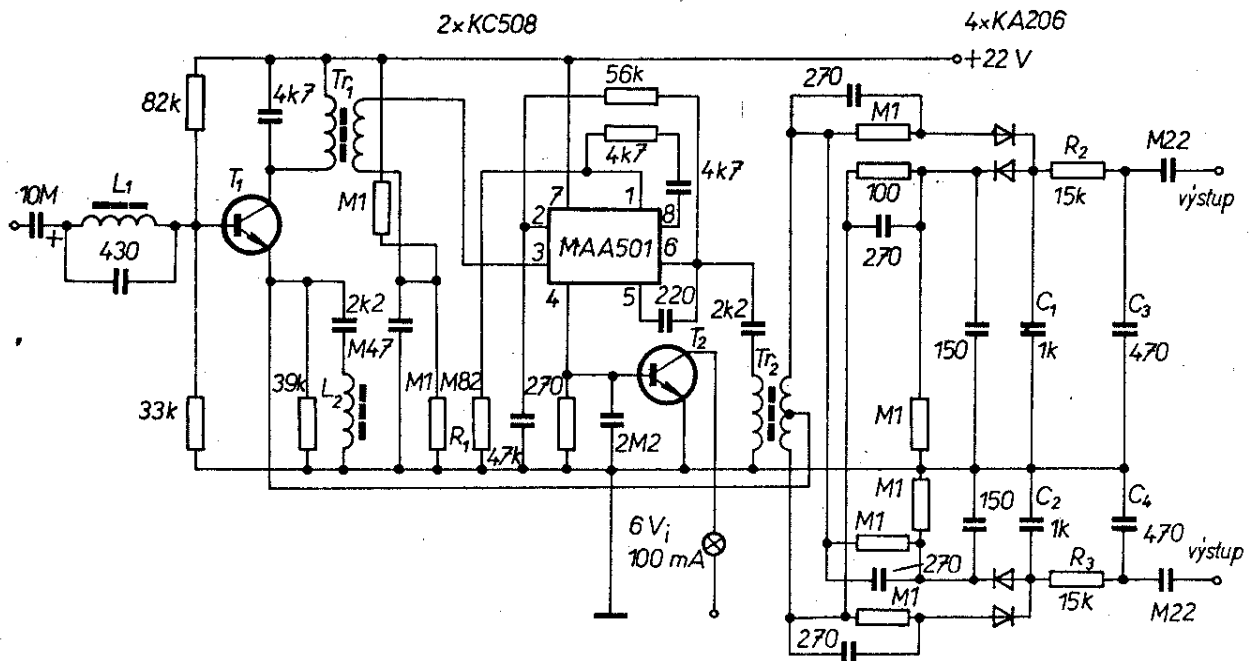 2×KC508
4×KA206
+22 V
82k
4k7
Tr1
56k
4k7
4k7
270
M1
M22
výstup
10M
+
L1
430
T1
M1
7
1
2
8
3
MAA501
6
4
5
220
100
270
R2
15k
2k2
M47
2k2
T2
Tr2
150
C1
1k
C3
470
33k
39k
L2
M1
M82
R1
47k
270
2M2
M1
M1
150
C2
1k
C4
470
6Vi
100 mA
M1
270
R3
15k
M22
výstup
M1
270